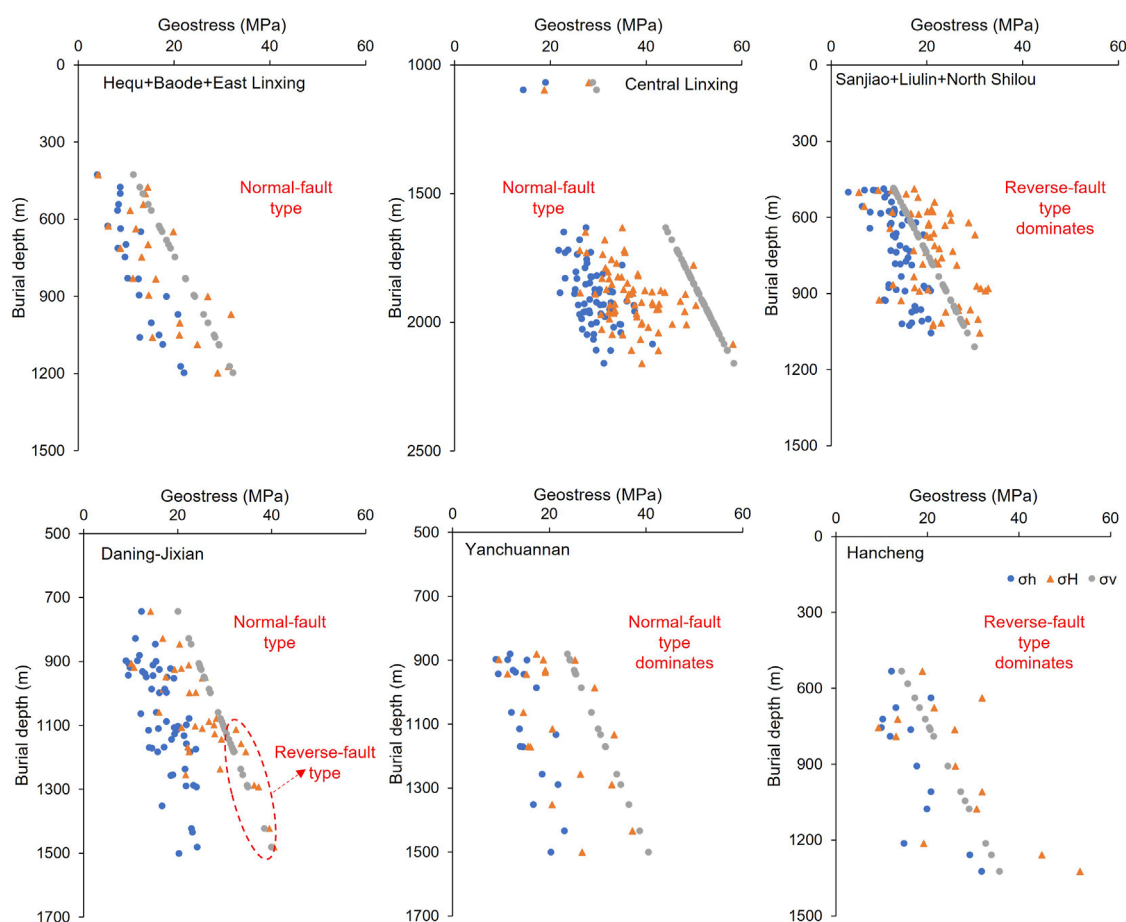 Geostress (MPa)
0 20 40 60
0
300
600
900
1200
1500
Burial depth (m)
Hequ+Baode+East Linxing
Normal-fault
type
Geostress (MPa)
0 20 40 60
1000
1500
2000
2500
Burial depth (m)
Central Linxing
Normal-fault
type
Geostress (MPa)
0 20 40 60
0
300
600
900
1200
1500
Burial depth (m)
Sanjiao+Liulin+North Shilou
Reverse-fault
type
dominates
Geostress (MPa)
0 20 40 60
500
700
900
1100
1300
1500
1700
Burial depth (m)
Daning-Jixian
Normal-fault
type
Reverse-fault
type
Geostress (MPa)
0 20 40 60
500
700
900
1100
1300
1500
1700
Burial depth (m)
Yanchuannan
Normal-fault
type
dominates
Geostress (MPa)
0 20 40 60
0
300
600
900
1200
1500
Burial depth (m)
Hancheng
σh σH σv
Reverse-fault
type
dominates